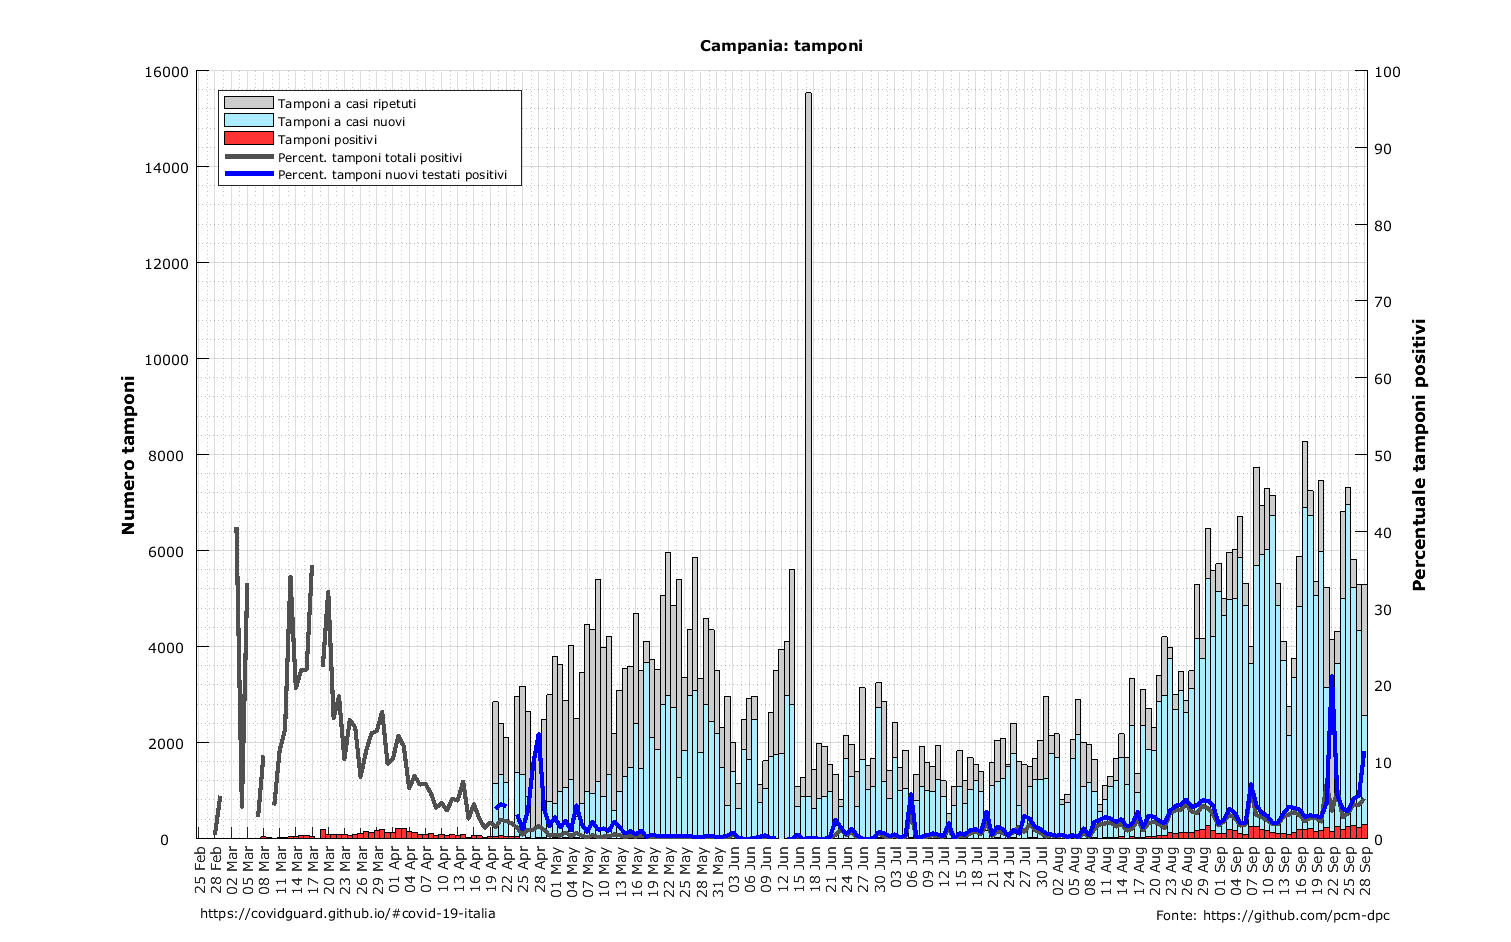 Campania: tamponi
16000
14000
12000
10000
8000
6000
4000
2000
0
Numero tamponi
Tamponi a casi ripetuti
Tamponi a casi nuovi
Tamponi positivi
Percent. tamponi totali positivi
Percent. tamponi nuovi testati positivi
100
90
80
70
60
50
40
30
20
10
0
Percentuale tamponi positivi
25 Feb
28 Feb
02 Mar
05 Mar
08 Mar
11 Mar
14 Mar
17 Mar
20 Mar
23 Mar
26 Mar
29 Mar
01 Apr
04 Apr
07 Apr
10 Apr
13 Apr
16 Apr
19 Apr
22 Apr
25 Apr
28 Apr
01 May
04 May
07 May
10 May
13 May
16 May
19 May
22 May
25 May
28 May
31 May
03 Jun
06 Jun
09 Jun
12 Jun
15 Jun
18 Jun
21 Jun
24 Jun
27 Jun
30 Jun
03 Jul
06 Jul
09 Jul
12 Jul
15 Jul
18 Jul
21 Jul
24 Jul
27 Jul
30 Jul
02 Aug
05 Aug
08 Aug
11 Aug
14 Aug
17 Aug
20 Aug
23 Aug
26 Aug
29 Aug
01 Sep
04 Sep
07 Sep
10 Sep
13 Sep
16 Sep
19 Sep
22 Sep
25 Sep
28 Sep
https://covidguard.github.io/#covid-19-italia
Fonte: https://github.com/pcm-dpc